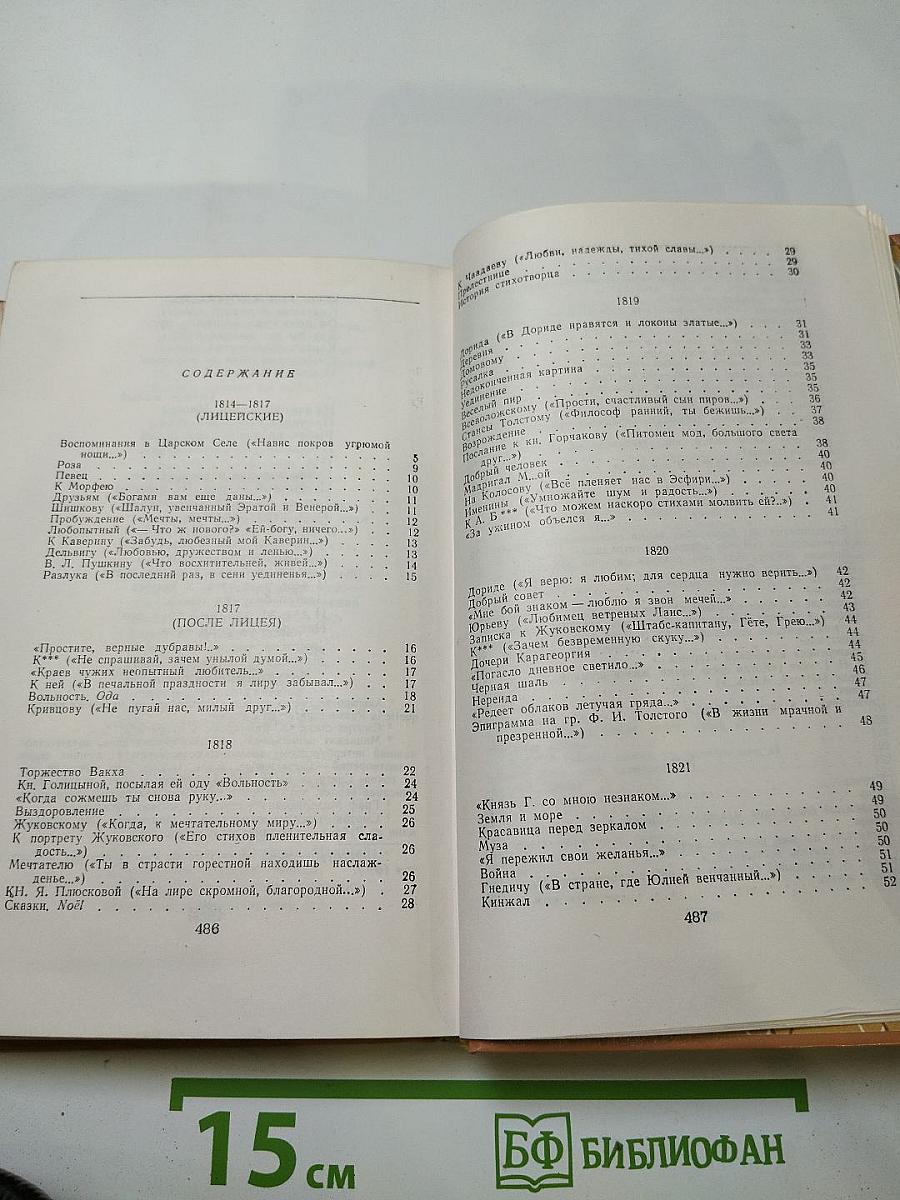 СОДЕРЖАНИЕ
1814—1817
(ЛИЦЕЙСКИЕ)
Воспоминания в Царском Селе («Навис покров угрюмой
нощи...») . . . 5
Роза . . . 9
Певец . . . 10
К Морфею . . . 10
Друзьям («Богами вам еще даны...») . . . 11
Шишкову («Шалун, увенчанный Эратой и Венерой...») . . . 11
Пробуждение («Мечты, мечты...») . . . 12
Любопытный («— Что ж нового?» «Ей-богу, ничего...») . . . 12
К Каверину («Забудь, любезный мой Каверин...») . . . 13
Дельвигу («Любовью, дружеством и ленью...») . . . 13
В. Л. Пушкину («Что восхитительней, живей...») . . . 14
Разлука («В последний раз, в сени уединенья...») . . . 15
1817
(ПОСЛЕ ЛИЦЕЯ)
«Простите, верные дубравы!..» . . . 16
К*** («Не спрашивай, зачем унылой думой...») . . . 16
«Краев чужих неопытный любитель...» . . . 17
К ней («В печальной праздности я лиру забывал...») . . . 17
Вольность, Ода . . . 18
Кривцову («Не пугай нас, милый друг...») . . . 21
1818
Торжество Вакха . . . 22
Кн. Голицыной, посылая ей оду «Вольность» . . . 24
«Когда сожмешь ты снова руку...» . . . 24
Выздоровление . . . 25
Жуковскому («Когда, к мечтательному миру...») . . . 26
К портрету Жуковского («Его стихов пленительная сла-
дость...») . . . 26
Мечтателю («Ты в страсти горестной находишь наслаж-
денье...») . . . 26
КН. Я. Плюсковой («На лире скромной, благородной...») . . . 27
Сказки. Noël . . . 28
486
К Чаадаеву («Любви, надежды, тихой славы...») . . . 29
Прелестнице . . . 29
История стихотворца . . . 30
1819
Дорида («В Дориде нравятся и локоны златые...») . . . 31
Деревня . . . 31
Домовому . . . 33
Русалка . . . 33
Недоконченная картина . . . 35
Уединение . . . 35
Веселый пир . . . 35
Всеволожскому («Прости, счастливый сын пиров...») . . . 36
Стансы Толстому («Философ ранний, ты бежишь...») . . . 37
Возрождение . . . 38
Послание к кн. Горчакову («Питомец мод, большого света
друг...») . . . 38
Добрый человек . . . 40
Мадригал М...ой . . . 40
На Колосову («Всё пленяет нас в Эсфири...») . . . 40
Именины («Умножайте шум и радость...») . . . 40
К А. Б*** («Что можем наскоро стихами молвить ей?..») . . . 41
«За ужином объелся я...» . . . 41
1820
Дориде («Я верю: я любим; для сердца нужно верить...») . . . 42
Добрый совет . . . 42
«Мне бой знаком — люблю я звон мечей...» . . . 42
Юрьеву («Любимец ветреных Лаис...») . . . 43
Записка к Жуковскому («Штабс-капитану, Гёте, Грею...») . . . 44
К*** («Зачем безвременную скуку...») . . . 44
Дочери Карагеоргия . . . 44
«Погасло дневное светило...» . . . 45
Черная шаль . . . 46
Нереида . . . 47
«Редеет облаков летучая гряда...» . . . 47
Эпиграмма на гр. Ф. И. Толстого («В жизни мрачной и
презренной...») . . . 48
1821
«Князь Г. со мною незнаком...» . . . 49
Земля и море . . . 49
Красавица перед зеркалом . . . 50
Муза . . . 50
«Я пережил свои желанья...» . . . 50
Война . . . 51
Гнедичу («В стране, где Юлией венчанный...») . . . 51
Кинжал . . . 52
487
15 см
БФ БИБЛИОФАН